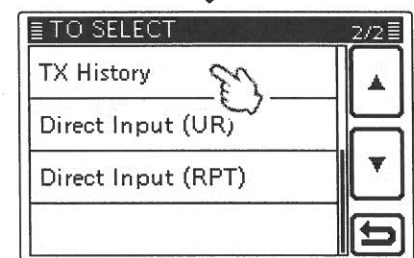 TO SELECT 2/2
TX History
Direct Input (UR)
Direct Input (RPT)